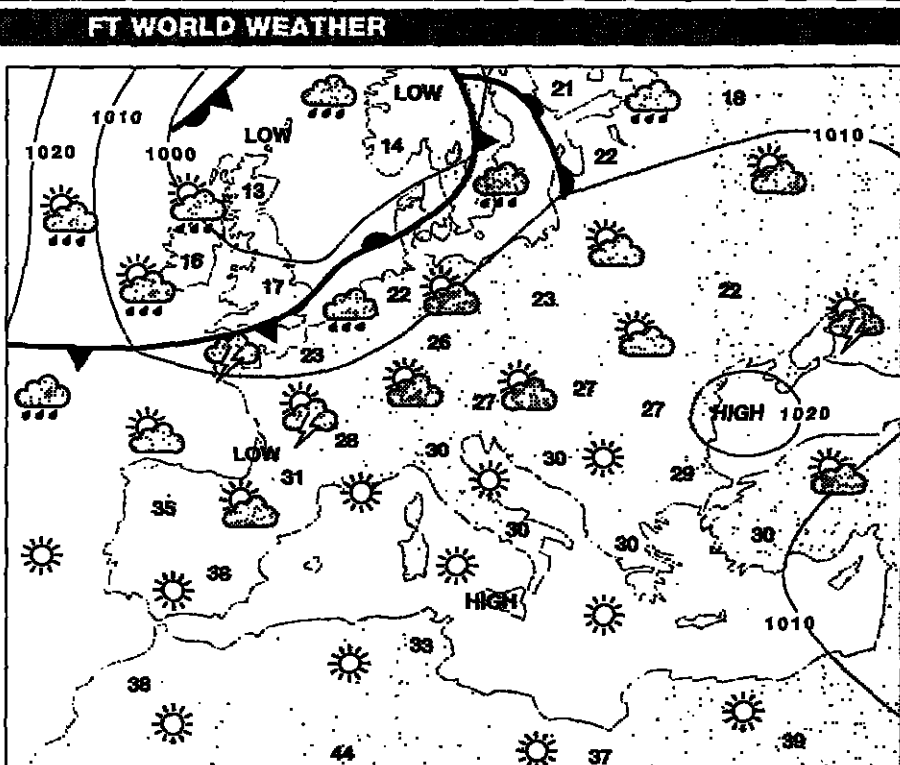 FT WORLD WEATHER
LOW 21 18
1010
LOW 1010
1020 1000 14 22
13
16
17 22 23 22
23 26
27 27 27 HIGH 1020
28
LOW 30 30 29
31
35 30 30 30
38
HIGH
1010
33
38
44 37 39